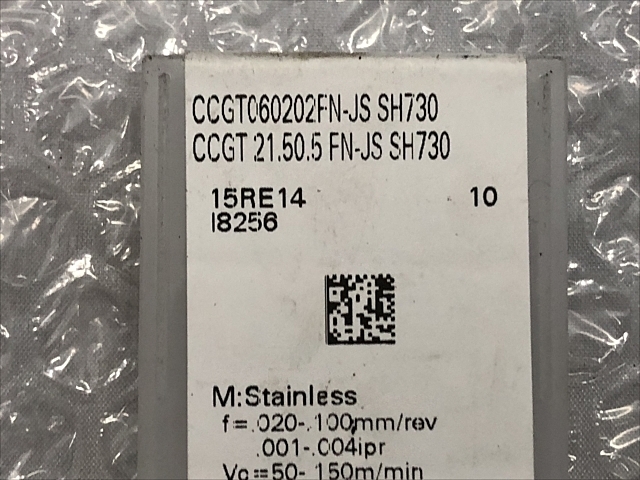 CCGT060202FN-JS SH730
CCGT 21.50.5 FN-JS SH730
15RE14 10
I8256
M:Stainless
f=.020-.100mm/rev
.001-.004ipr
Vc=50-150m/min